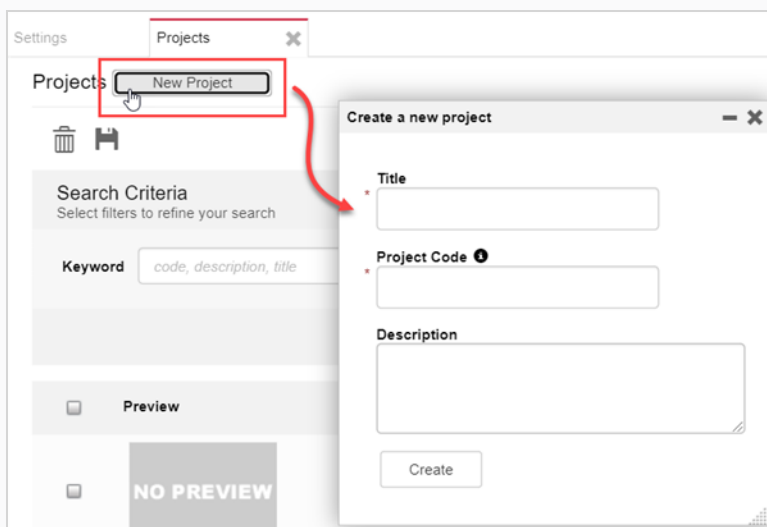 Settings
Projects
Projects
New Project
Create a new project
Search Criteria
Select filters to refine your search
Keyword
code, description, title
Preview
NO PREVIEW
* Title
* Project Code
Description
Create